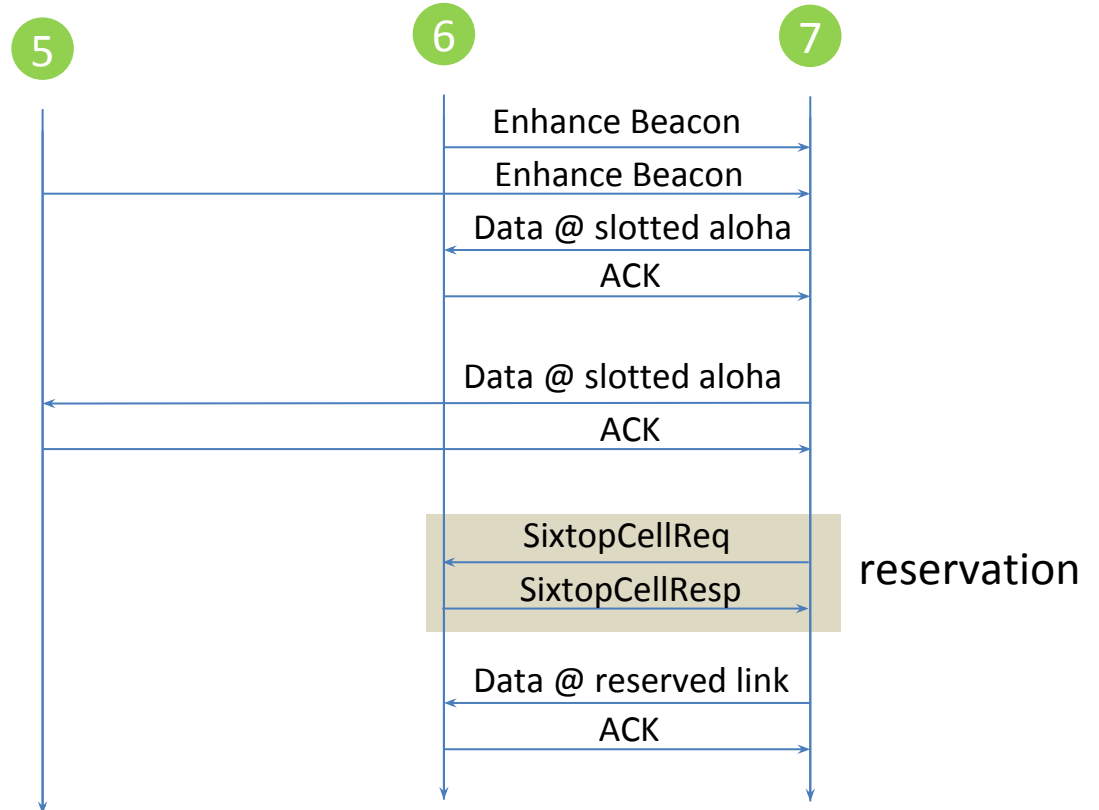 5
6
7
Enhance Beacon
Enhance Beacon
Data @ slotted aloha
ACK
Data @ slotted aloha
ACK
SixtopCellReq
reservation
SixtopCellResp
Data @ reserved link
ACK